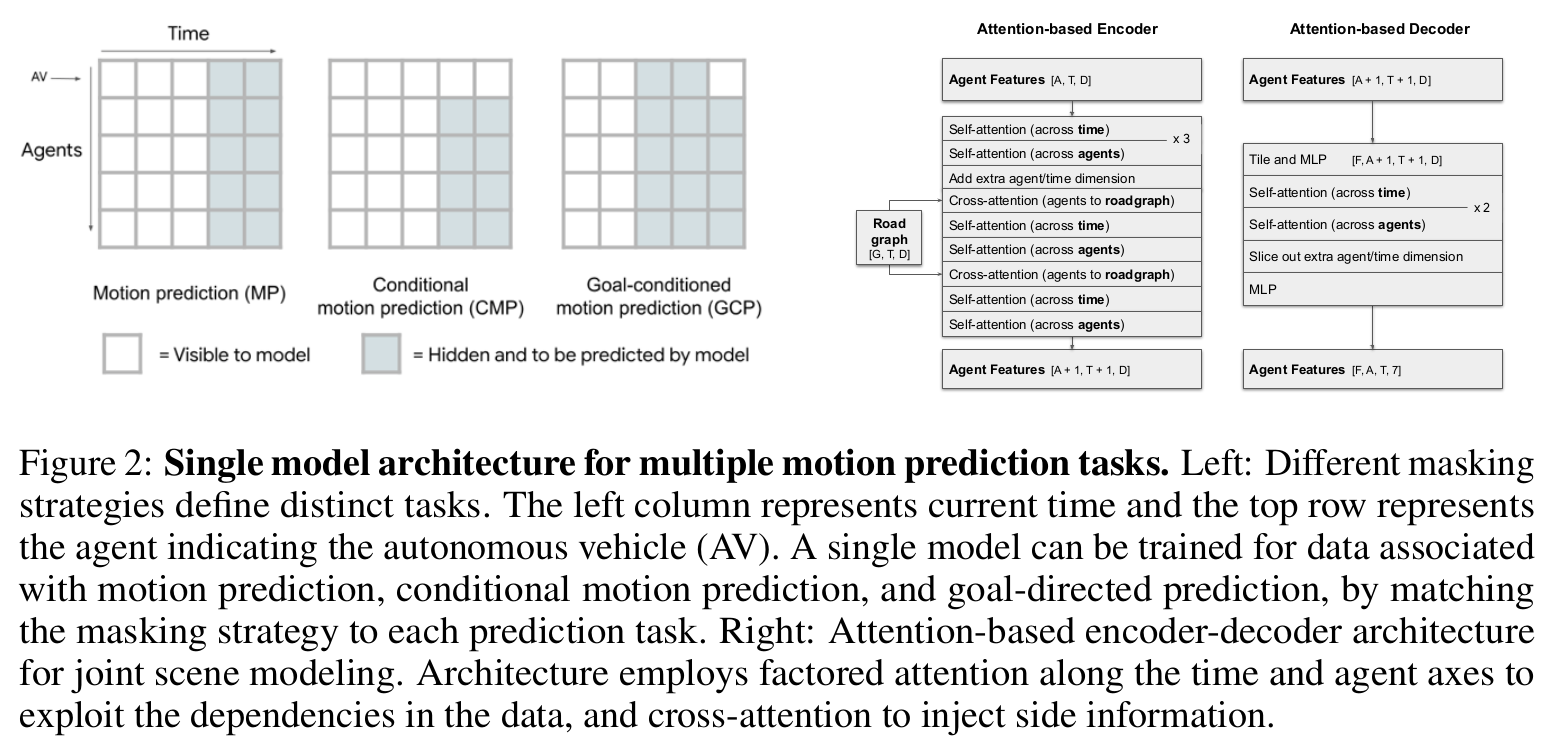 Time
AV
Agents
Motion prediction (MP)
Conditional
motion prediction (CMP)
Goal-conditioned
motion prediction (GCP)
= Visible to model
= Hidden and to be predicted by model
Attention-based Encoder
Agent Features [A, T, D]
Self-attention (across time)
x 3
Self-attention (across agents)
Add extra agent/time dimension
Cross-attention (agents to roadgraph)
Self-attention (across time)
Self-attention (across agents)
Cross-attention (agents to roadgraph)
Self-attention (across time)
Self-attention (across agents)
Agent Features [A + 1, T + 1, D]
Road
graph
[G, T, D]
Attention-based Decoder
Agent Features [A + 1, T + 1, D]
Tile and MLP [F, A + 1, T + 1, D]
Self-attention (across time)
x 2
Self-attention (across agents)
Slice out extra agent/time dimension
MLP
Agent Features [F, A, T, 7]
Figure 2: Single model architecture for multiple motion prediction tasks. Left: Different masking
strategies define distinct tasks. The left column represents current time and the top row represents
the agent indicating the autonomous vehicle (AV). A single model can be trained for data associated
with motion prediction, conditional motion prediction, and goal-directed prediction, by matching
the masking strategy to each prediction task. Right: Attention-based encoder-decoder architecture
for joint scene modeling. Architecture employs factored attention along the time and agent axes to
exploit the dependencies in the data, and cross-attention to inject side information.